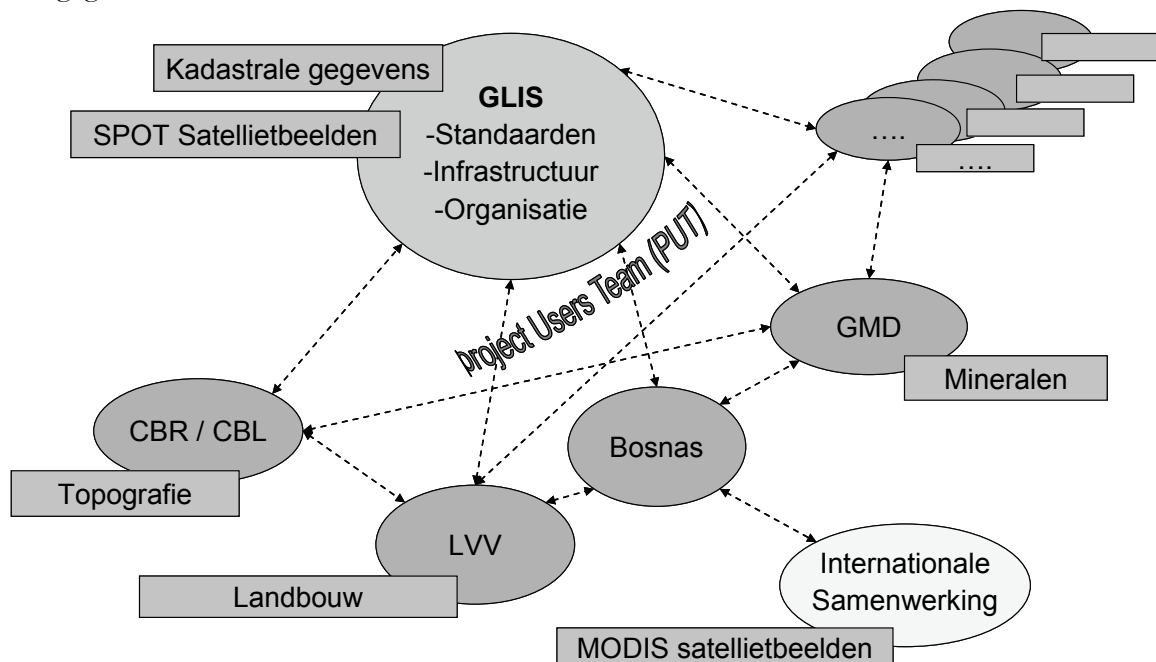 Kadastrale gegevens
SPOT Satellietbeelden
GLIS
-Standaarden
-Infrastructuur
-Organisatie
....
....
project Users Team (PUT)
GMD
Mineralen
CBR / CBL
Topografie
Bosnas
LVV
Landbouw
Internationale
Samenwerking
MODIS satellietbeelden